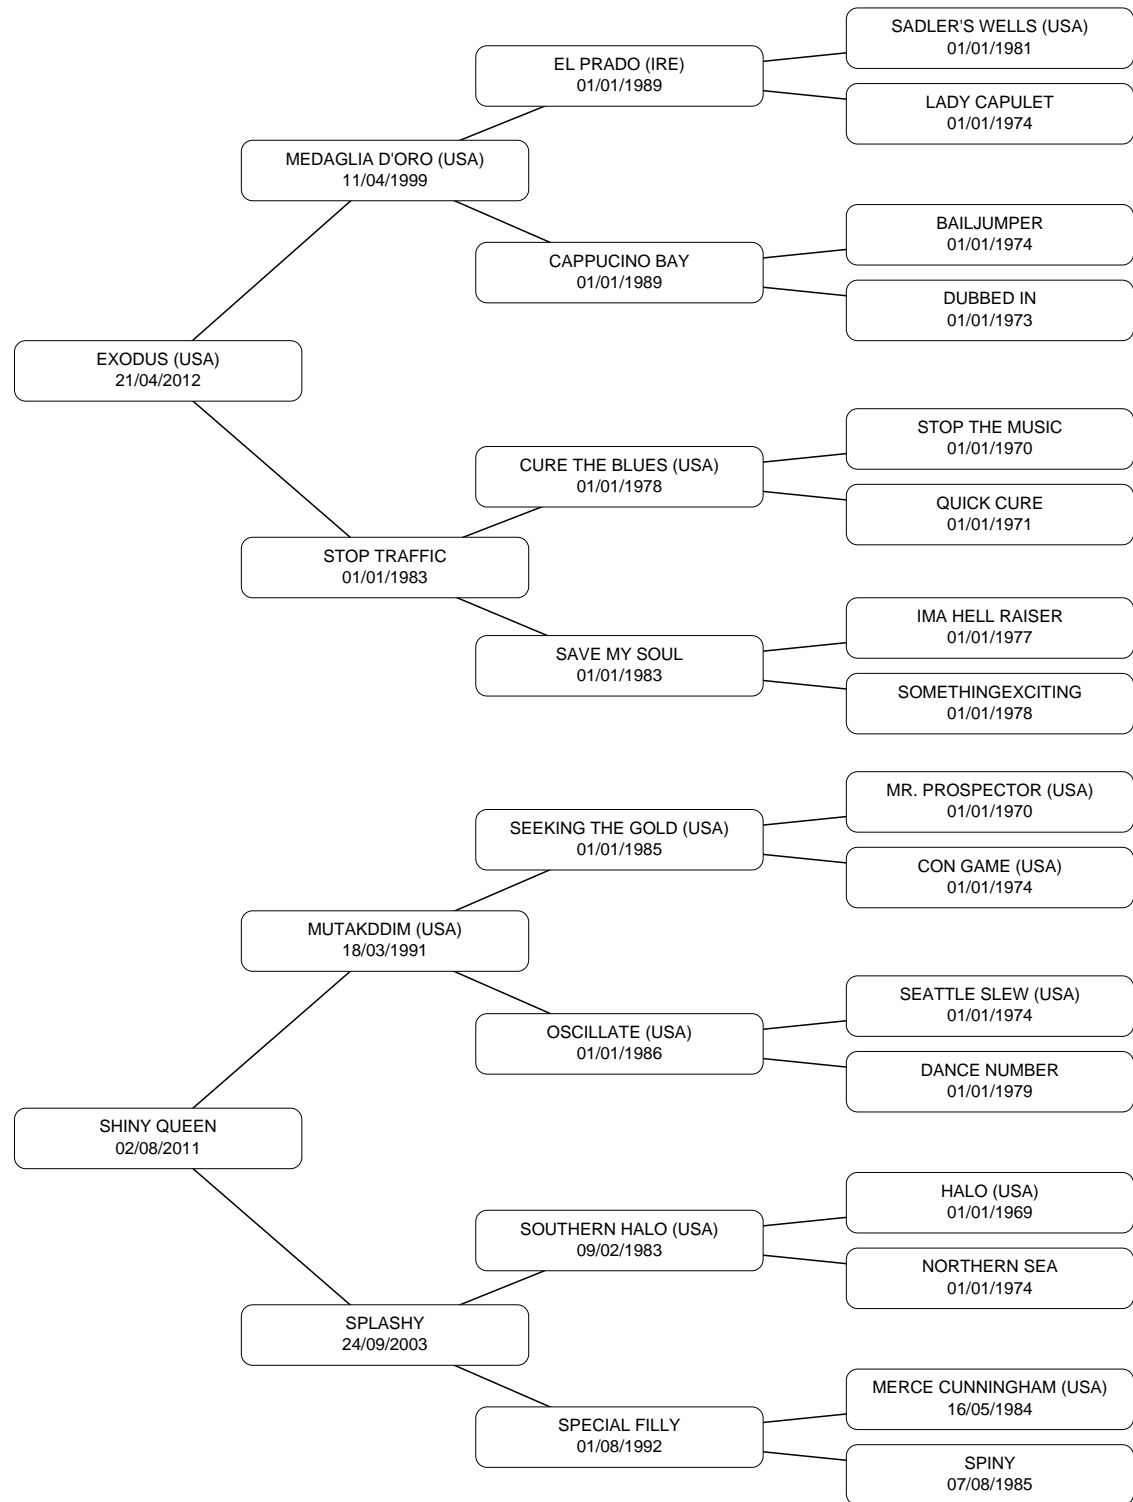 SADLER'S WELLS (USA)
01/01/1981
EL PRADO (IRE)
01/01/1989
LADY CAPULET
01/01/1974
MEDAGLIA D'ORO (USA)
11/04/1999
BAILJUMPER
01/01/1974
CAPPUCINO BAY
01/01/1989
DUBBED IN
01/01/1973
EXODUS (USA)
21/04/2012
STOP THE MUSIC
01/01/1970
CURE THE BLUES (USA)
01/01/1978
QUICK CURE
01/01/1971
STOP TRAFFIC
01/01/1983
IMA HELL RAISER
01/01/1977
SAVE MY SOUL
01/01/1983
SOMETHINGEXCITING
01/01/1978
MR. PROSPECTOR (USA)
01/01/1970
SEEKING THE GOLD (USA)
01/01/1985
CON GAME (USA)
01/01/1974
MUTAKDDIM (USA)
18/03/1991
SEATTLE SLEW (USA)
01/01/1974
OSCILLATE (USA)
01/01/1986
DANCE NUMBER
01/01/1979
SHINY QUEEN
02/08/2011
HALO (USA)
01/01/1969
SOUTHERN HALO (USA)
09/02/1983
NORTHERN SEA
01/01/1974
SPLASHY
24/09/2003
MERCE CUNNINGHAM (USA)
16/05/1984
SPECIAL FILLY
01/08/1992
SPINY
07/08/1985